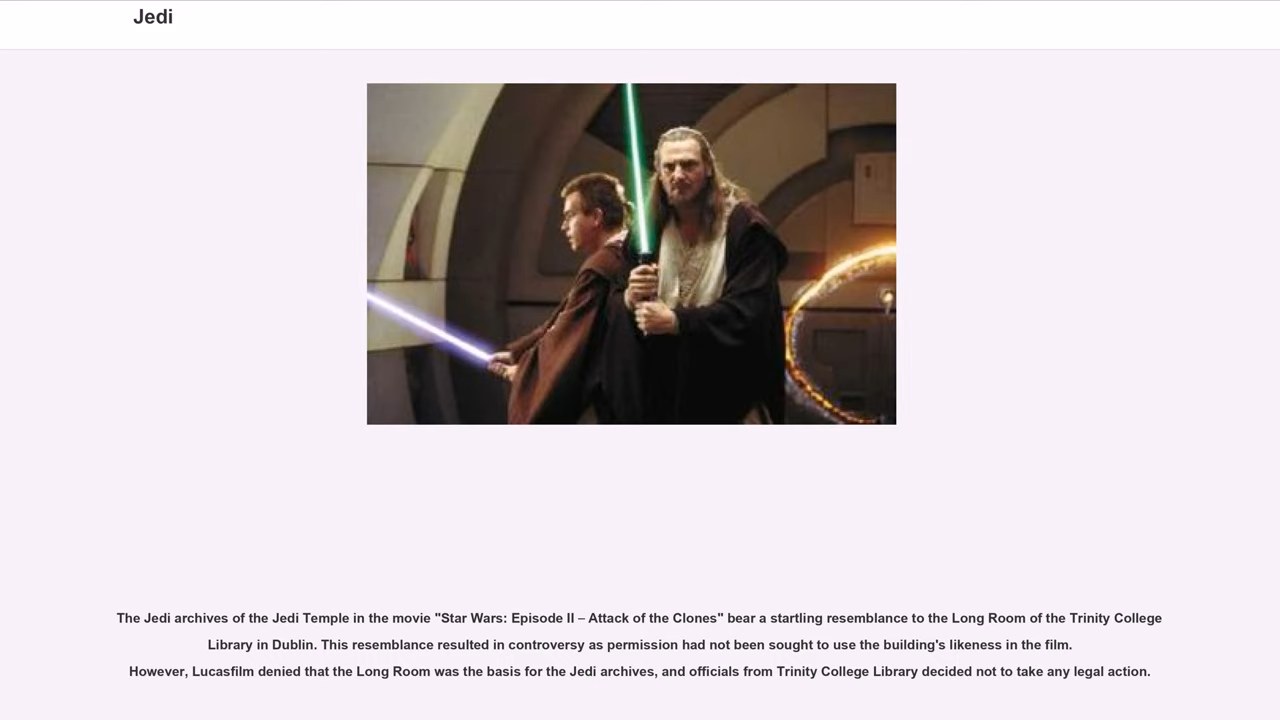 Jedi
The Jedi archives of the Jedi Temple in the movie "Star Wars: Episode II – Attack of the Clones" bear a startling resemblance to the Long Room of the Trinity College
Library in Dublin. This resemblance resulted in controversy as permission had not been sought to use the building's likeness in the film.
However, Lucasfilm denied that the Long Room was the basis for the Jedi archives, and officials from Trinity College Library decided not to take any legal action.